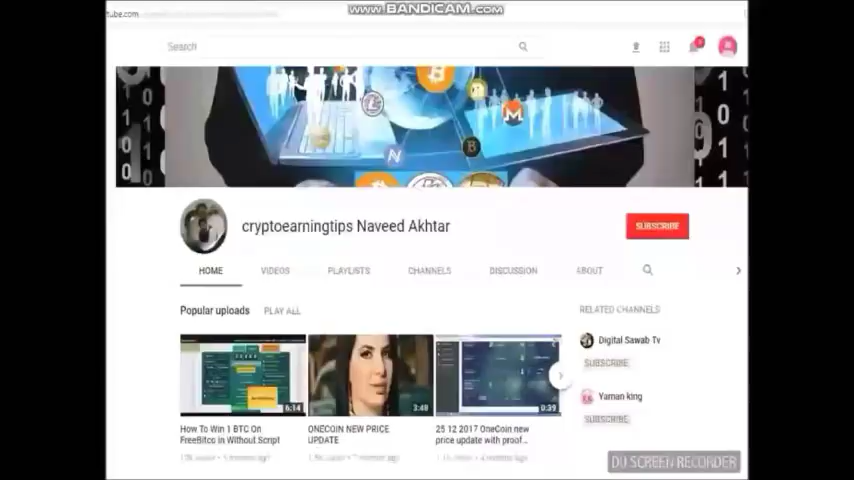 WWW.BANDICAM.COM
tube.com
Search
cryptoearningtips Naveed Akhtar
SUBSCRIBE
HOME VIDEOS PLAYLISTS CHANNELS DISCUSSION ABOUT
Popular uploads PLAY ALL
RELATED CHANNELS
Digital Sawab Tv
SUBSCRIBE
Yaman king
SUBSCRIBE
6:14
3:48
0:39
How To Win 1 BTC On
FreeBitco in Without Script
ONECOIN NEW PRICE
UPDATE
25 12 2017 OneCoin new
price update with proof...
DU SCREEN RECORDER